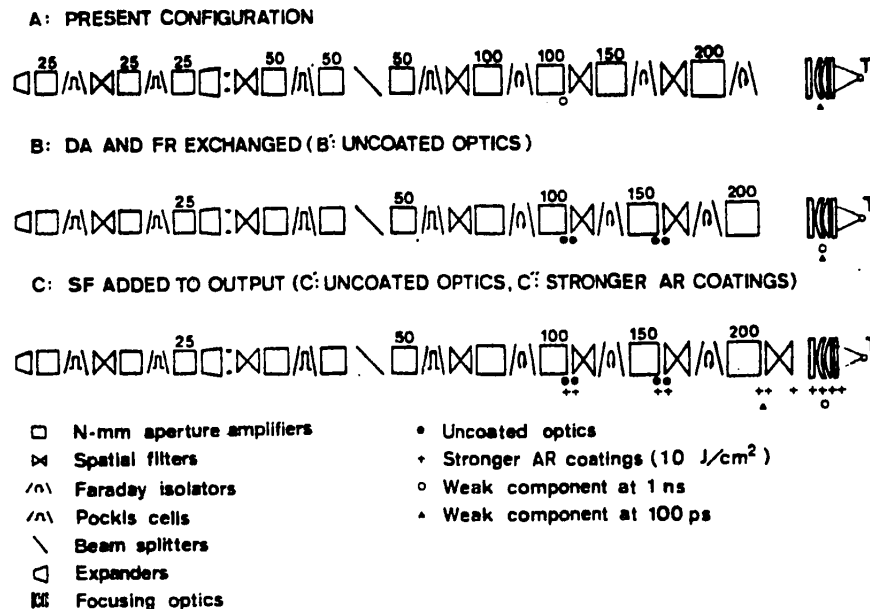 A: PRESENT CONFIGURATION
25 25 25 50 50 50 100 100 150 200
T
B: DA AND FR EXCHANGED (B': UNCOATED OPTICS)
25 50 100 150 200
T
C: SF ADDED TO OUTPUT (C': UNCOATED OPTICS, C'': STRONGER AR COATINGS)
25 50 100 150 200
T
N-mm aperture amplifiers
Spatial filters
Faraday isolators
Pockls cells
Beam splitters
Expanders
Focusing optics
Uncoated optics
Stronger AR coatings (10 J/cm²)
Weak component at 1 ns
Weak component at 100 ps